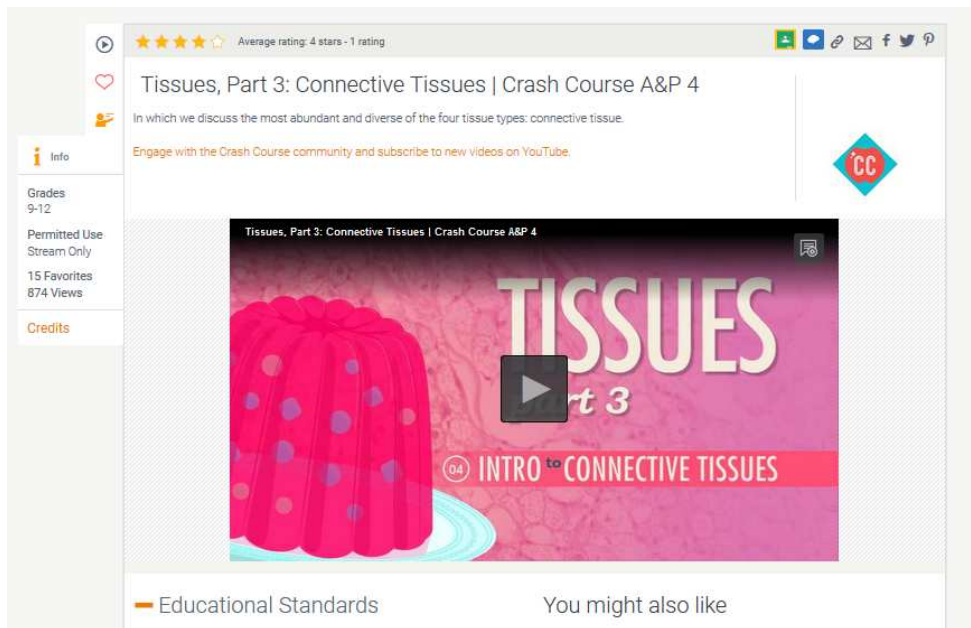 Average rating: 4 stars - 1 rating
Tissues, Part 3: Connective Tissues | Crash Course A&P 4
In which we discuss the most abundant and diverse of the four tissue types: connective tissue.
Engage with the Crash Course community and subscribe to new videos on YouTube.
CC
Info
Grades
9-12
Permitted Use
Stream Only
15 Favorites
874 Views
Credits
Tissues, Part 3: Connective Tissues | Crash Course A&P 4
TISSUES
part 3
04 INTRO to CONNECTIVE TISSUES
Educational Standards
You might also like